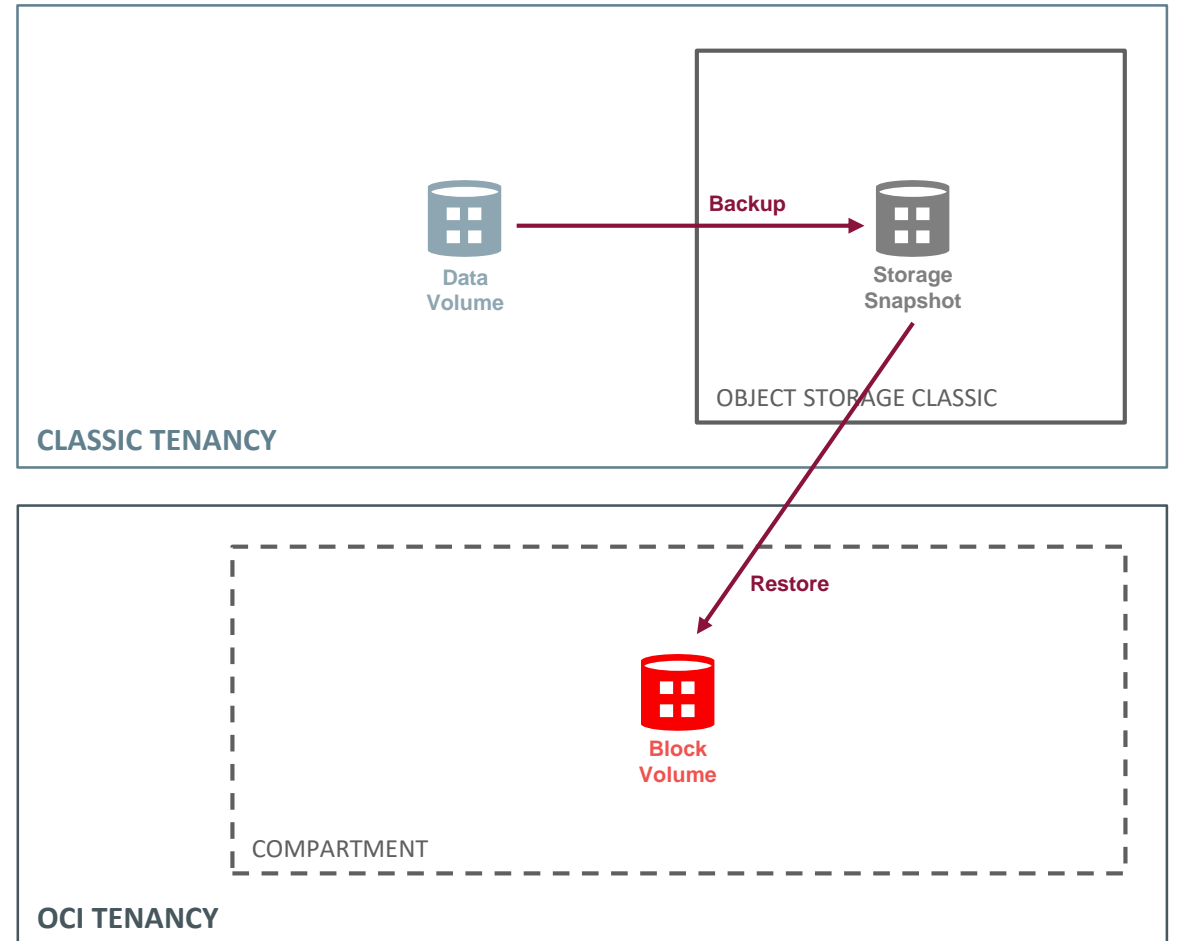 Backup
Data
Volume
Storage
Snapshot
OBJECT STORAGE CLASSIC
CLASSIC TENANCY
Restore
Block
Volume
COMPARTMENT
OCI TENANCY